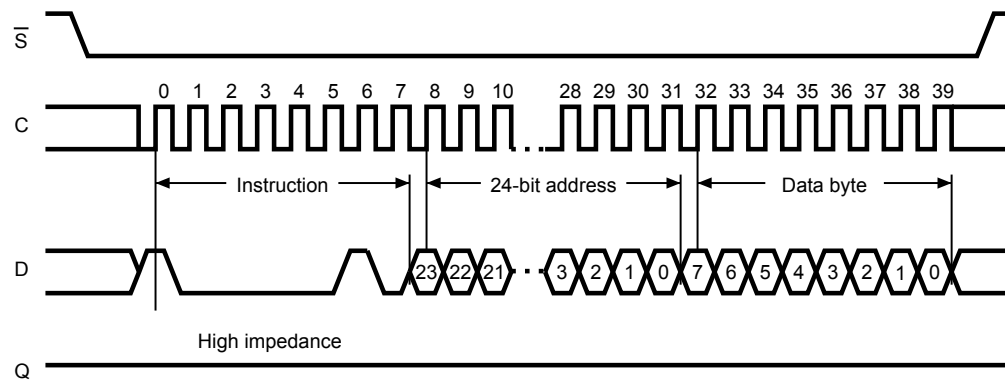 S
0 1 2 3 4 5 6 7 8 9 10 28 29 30 31 32 33 34 35 36 37 38 39
C
Instruction 24-bit address Data byte
D 23 22 21 3 2 1 0 7 6 5 4 3 2 1 0
High impedance
Q